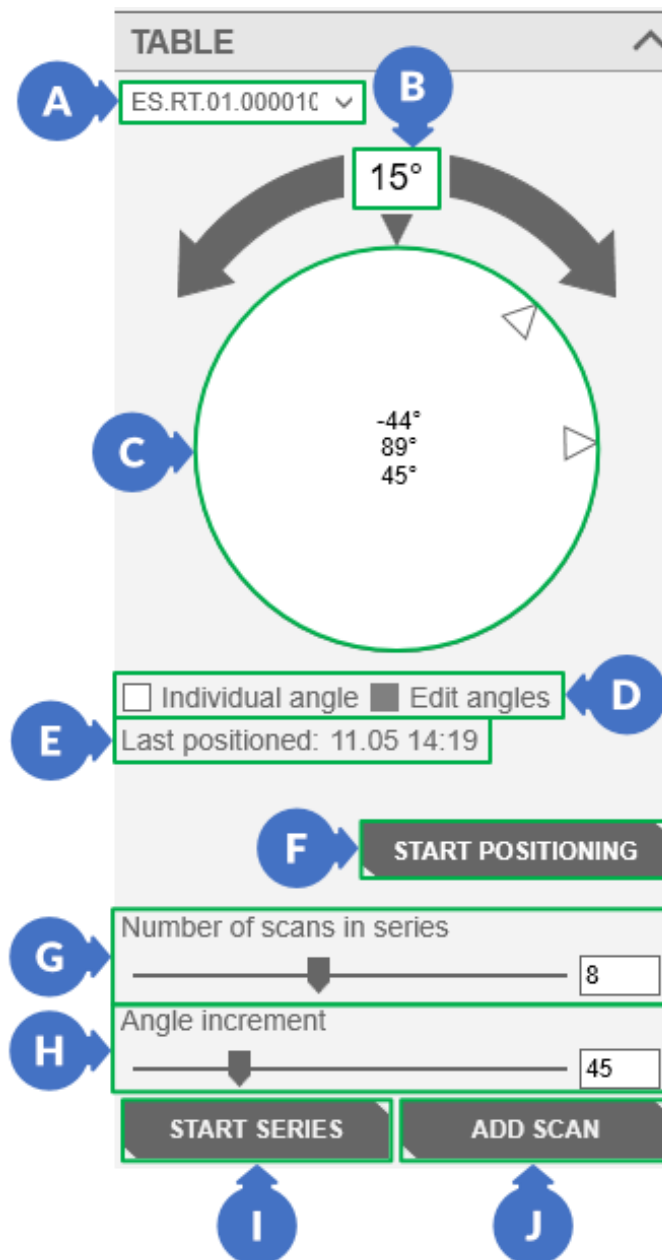 TABLE
A
ES.RT.01.000010
B
15°
C
-44°
89°
45°
Individual angle Edit angles
D
E
Last positioned: 11.05 14:19
F
START POSITIONING
G
Number of scans in series
8
H
Angle increment
45
START SERIES ADD SCAN
I J